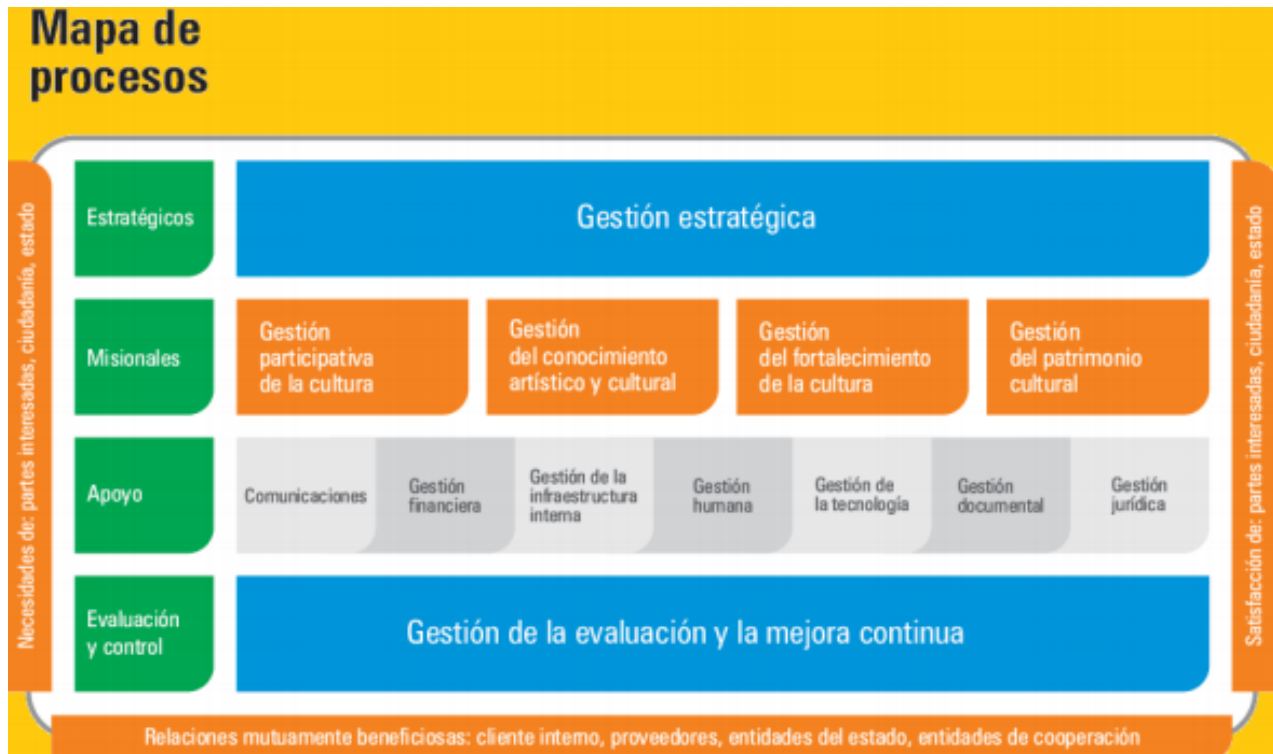 Mapa de
procesos
Necesidades de: partes interesadas, ciudadanía, estado
Estratégicos
Gestión estratégica
Misionales
Gestión
participativa
de la cultura
Gestión
del conocimiento
artístico y cultural
Gestión
del fortalecimiento
de la cultura
Gestión
del patrimonio
cultural
Apoyo
Comunicaciones
Gestión
financiera
Gestión de la
infraestructura
interna
Gestión
humana
Gestión de
la tecnología
Gestión
documental
Gestión
jurídica
Evaluación
y control
Gestión de la evaluación y la mejora continua
Satisfacción de: partes interesadas, ciudadanía, estado
Relaciones mutuamente beneficiosas: cliente interno, proveedores, entidades del estado, entidades de cooperación